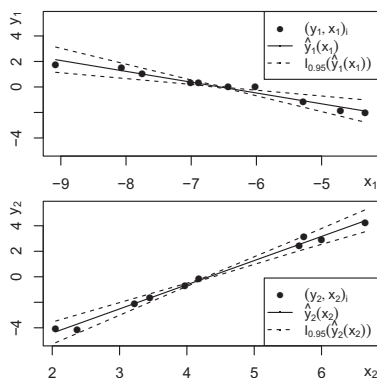 y₁
4
2
0
−4
(y₁, x₁)ᵢ
ŷ₁(x₁)
I₀.₉₅(ŷ₁(x₁))
−9 −8 −7 −6 −5 x₁
y₂
4
2
0
−4
(y₂, x₂)ᵢ
ŷ₂(x₂)
I₀.₉₅(ŷ₂(x₂))
2 3 4 5 6 x₂